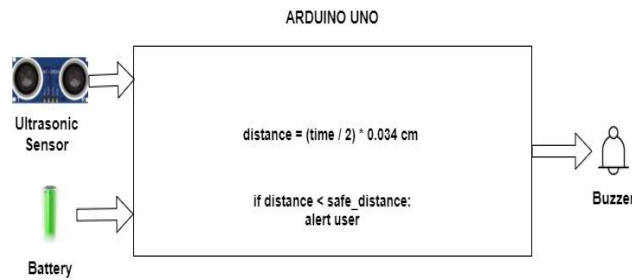 ARDUINO UNO
Ultrasonic
Sensor
distance = (time / 2) * 0.034 cm
if distance < safe_distance:
alert user
Buzzer
Battery